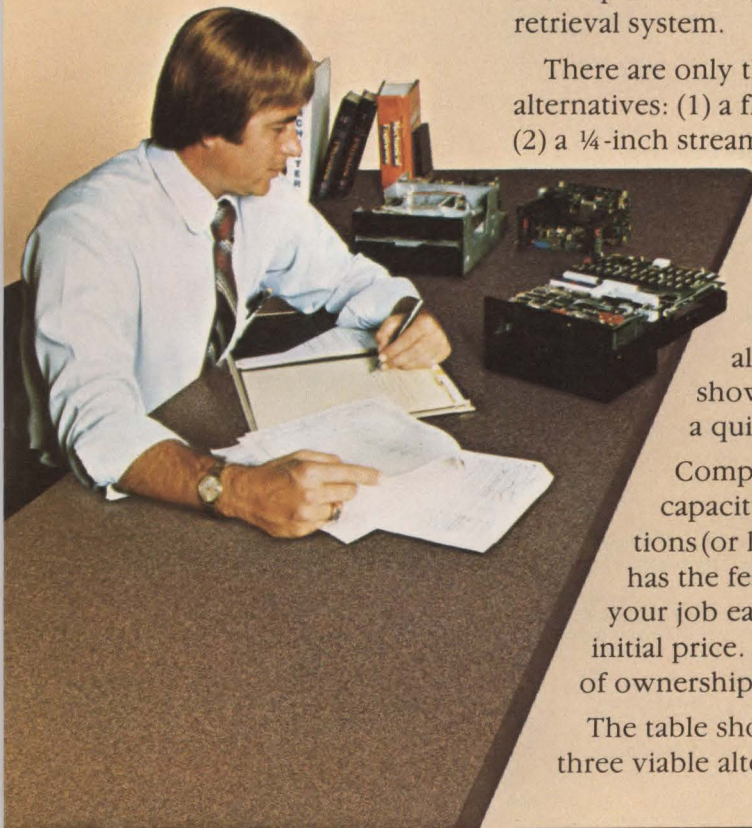 retrieval system.
There are only t
alternatives: (1) a f
(2) a ¼-inch stream
al
show
a qui
Comp
capacit
tions (or
has the fe
your job ea
initial price.
of ownership
The table sho
three viable alte